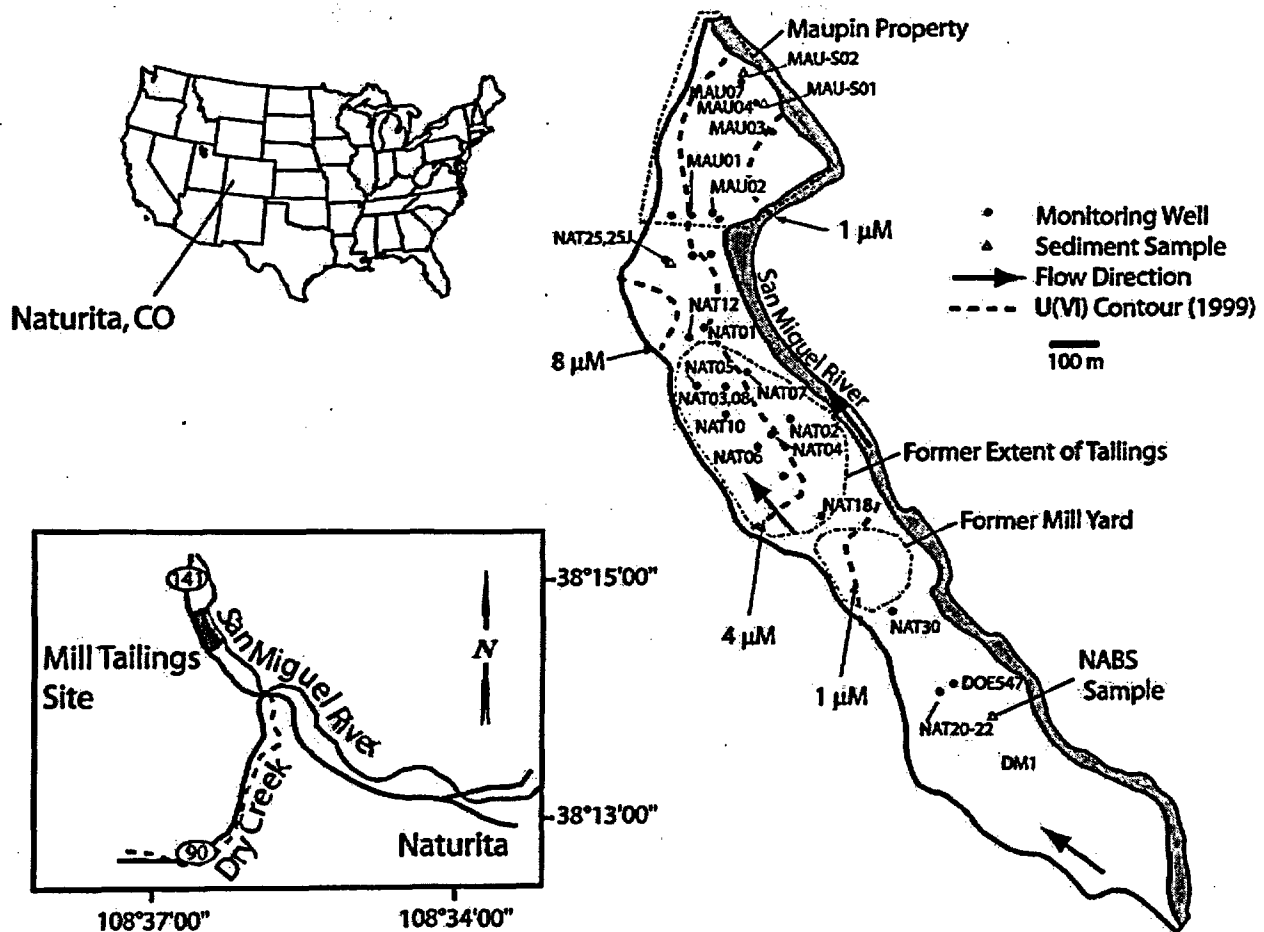 Naturita, CO
Maupin Property
MAU-S02
MAU07
MAU04
MAU-S01
MAU03
MAU01
MAU02
1 µM
NAT25,25J
San Miguel River
NAT12
NAT01
8 µM
NAT05
NAT07
NAT03,08
NAT10
NAT02
NAT04
NAT06
Former Extent of Tailings
NAT18
Former Mill Yard
4 µM
1 µM
NAT30
NABS
Sample
DOE547
NAT20-22
DM1
Monitoring Well
Sediment Sample
Flow Direction
U(VI) Contour (1999)
100 m
141
San Miguel River
Mill Tailings
Site
N
Dry Creek
90
Naturita
38°15'00"
38°13'00"
108°37'00"
108°34'00"